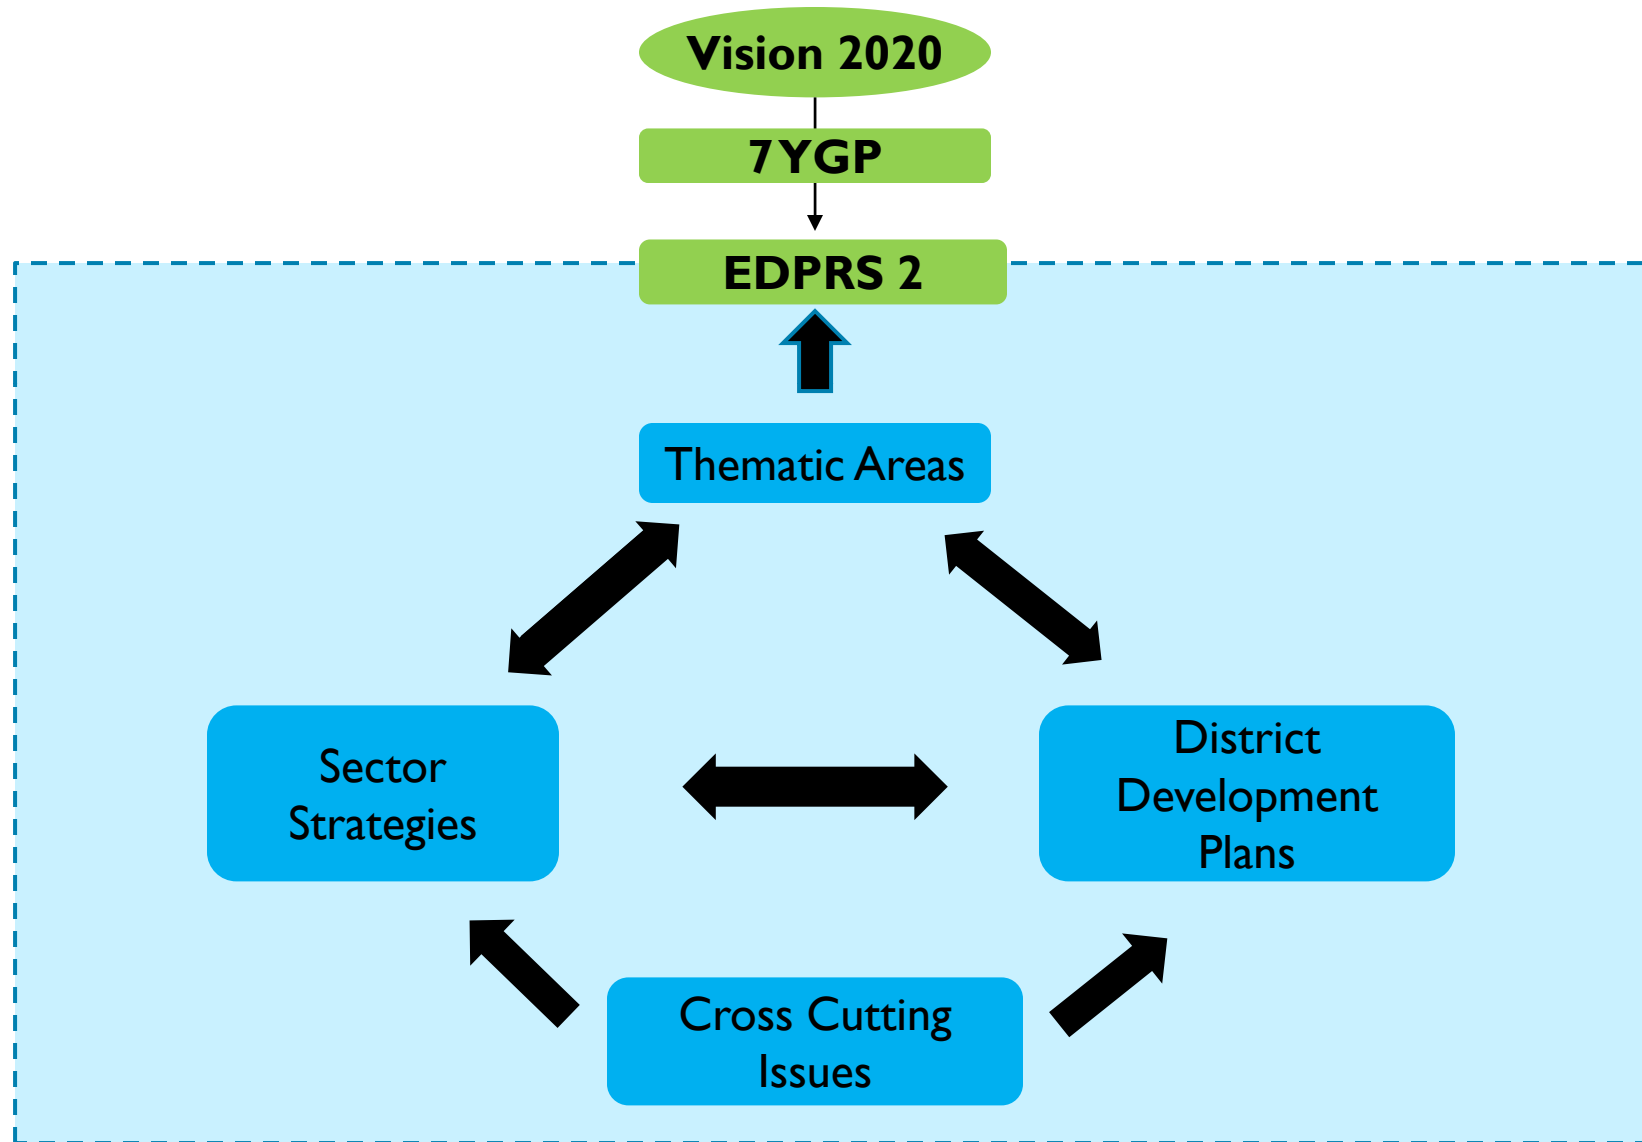 Vision 2020
7YGP
EDPRS 2
Thematic Areas
Sector
Strategies
District
Development
Plans
Cross Cutting
Issues